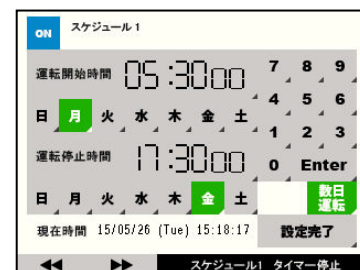 ON スケジュール 1
運転開始時間 05:3000
7 8 9
4 5 6
日 月 火 水 木 金 土
1 2 3
運転停止時間 17:3000
0 Enter
日 月 火 水 木 金 土
数日
運転
現在時間 15/05/26 (Tue) 15:18:17
設定完了
◀◀ ▶▶ スケジュール1 タイマー停止